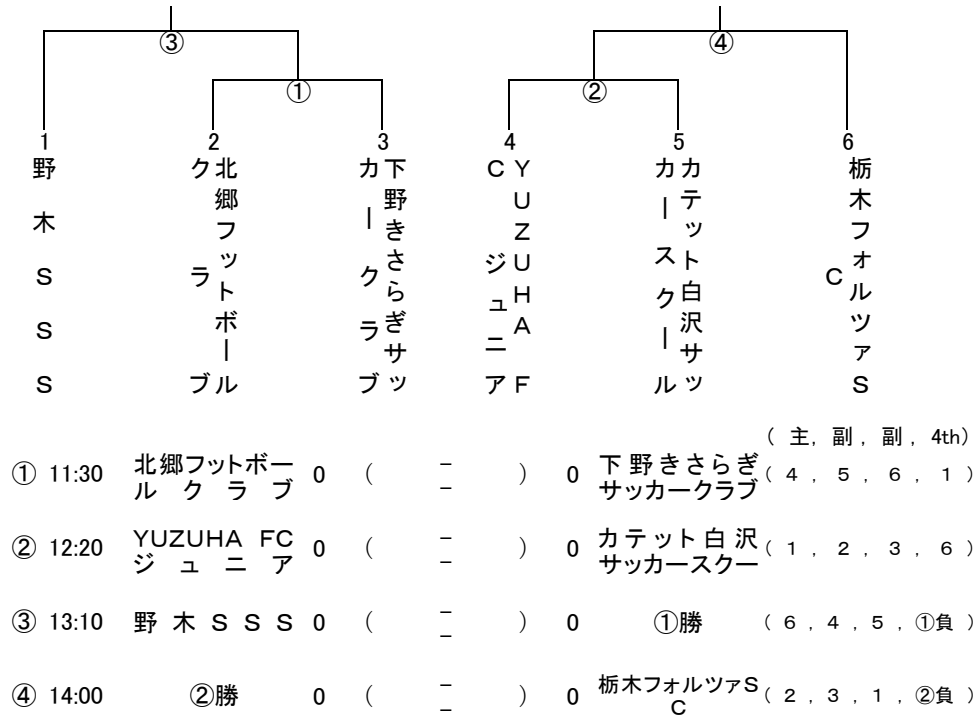 ③ ④
① ②
1 2 3 4 5 6
野木ＳＳＳ
北郷フットボール
クラブ
下野きさらぎサッ
カークラブ
ＹＵＺＵＨＡ Ｆ
Ｃ ジュニア
カテット白沢サッ
カースクール
栃木フォルツァＳ
Ｃ
( 主, 副 , 副 , 4th)
① 11:30 北郷フットボー 0 ( － ) 0 下野きさらぎ ( 4 , 5 , 6 , 1 )
ルクラブ － サッカークラブ
② 12:20 YUZUHA FC 0 ( － ) 0 カテット白沢 ( 1 , 2 , 3 , 6 )
ジュニア － サッカースクー
③ 13:10 野木ＳＳＳ 0 ( － ) 0 ①勝 ( 6 , 4 , 5 , ①負 )
－
④ 14:00 ②勝 0 ( － ) 0 栃木フォルツァS ( 2 , 3 , 1 , ②負 )
－ C